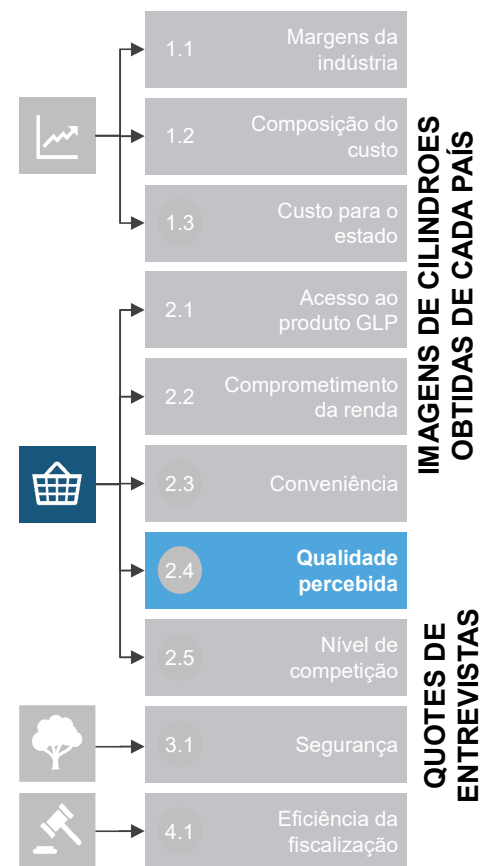 1.1
Margens da
indústria
1.2
Composição do
custo
1.3
Custo para o
estado
2.1
Acesso ao
produto GLP
2.2
Comprometimento
da renda
2.3
Conveniência
2.4
Qualidade
percebida
2.5
Nível de
competição
3.1
Segurança
4.1
Eficiência da
fiscalização
IMAGENS DE CILINDROES
OBTIDAS DE CADA PAÍS
QUOTES DE
ENTREVISTAS